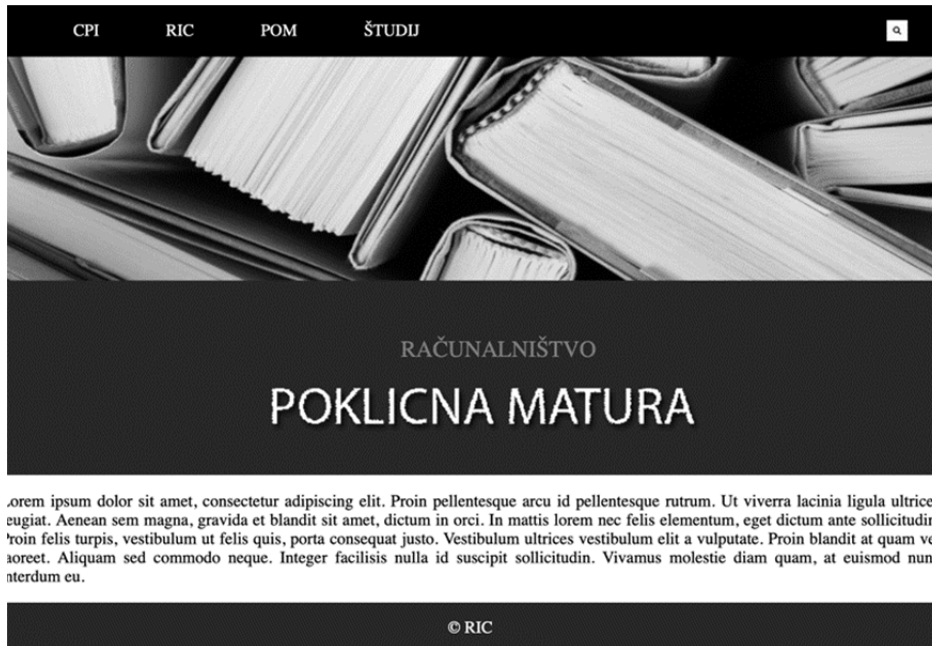 CPI RIC POM ŠTUDIJ
RAČUNALNIŠTVO
POKLICNA MATURA
orem ipsum dolor sit amet, consectetur adipiscing elit. Proin pellentesque arcu id pellentesque rutrum. Ut viverra lacinia ligula ultrice
eugiat. Aenean sem magna, gravida et blandit sit amet, dictum in orci. In mattis lorem nec felis elementum, eget dictum ante sollicitudin
Proin felis turpis, vestibulum ut felis quis, porta consequat justo. Vestibulum ultrices vestibulum elit a vulputate. Proin blandit at quam ve
aoreet. Aliquam sed commodo neque. Integer facilisis nulla id suscipit sollicitudin. Vivamus molestie diam quam, at euismod nun
nterdum eu.
© RIC